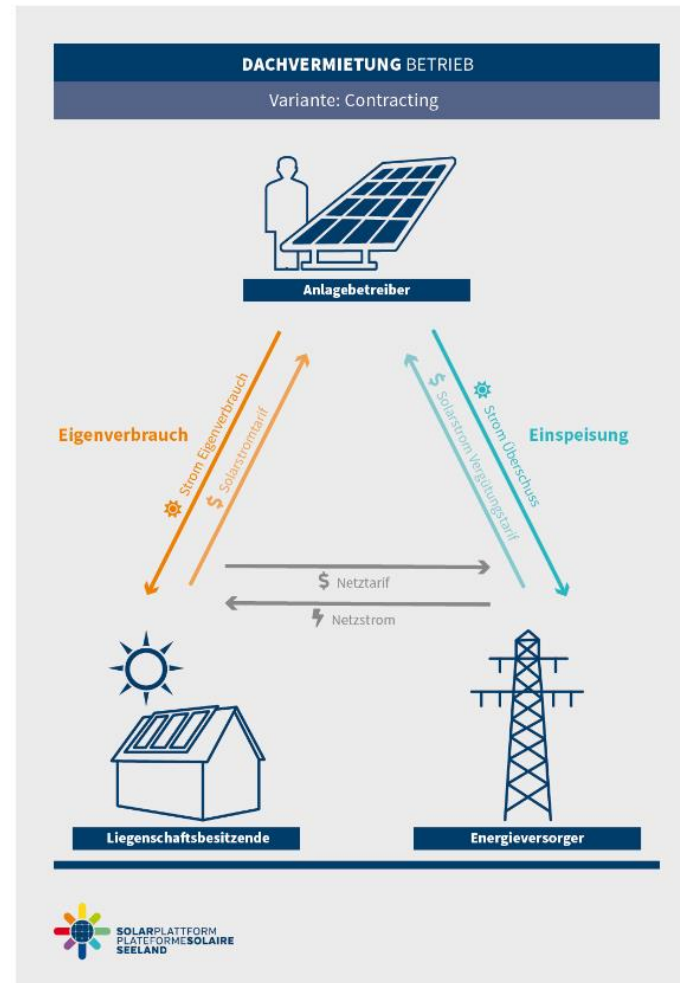 DACHVERMIETUNG BETRIEB
Variante: Contracting
Anlagebetreiber
Eigenverbrauch
Strom Eigenverbrauch
$ Solarstromtarif
$ Solarstrom Vergütungstarif
Strom Überschuss
Einspeisung
$ Netztarif
Netzstrom
Liegenschaftsbesitzende
Energieversorger
SOLARPLATTFORM
PLATEFORMESOLAIRE
SEELAND